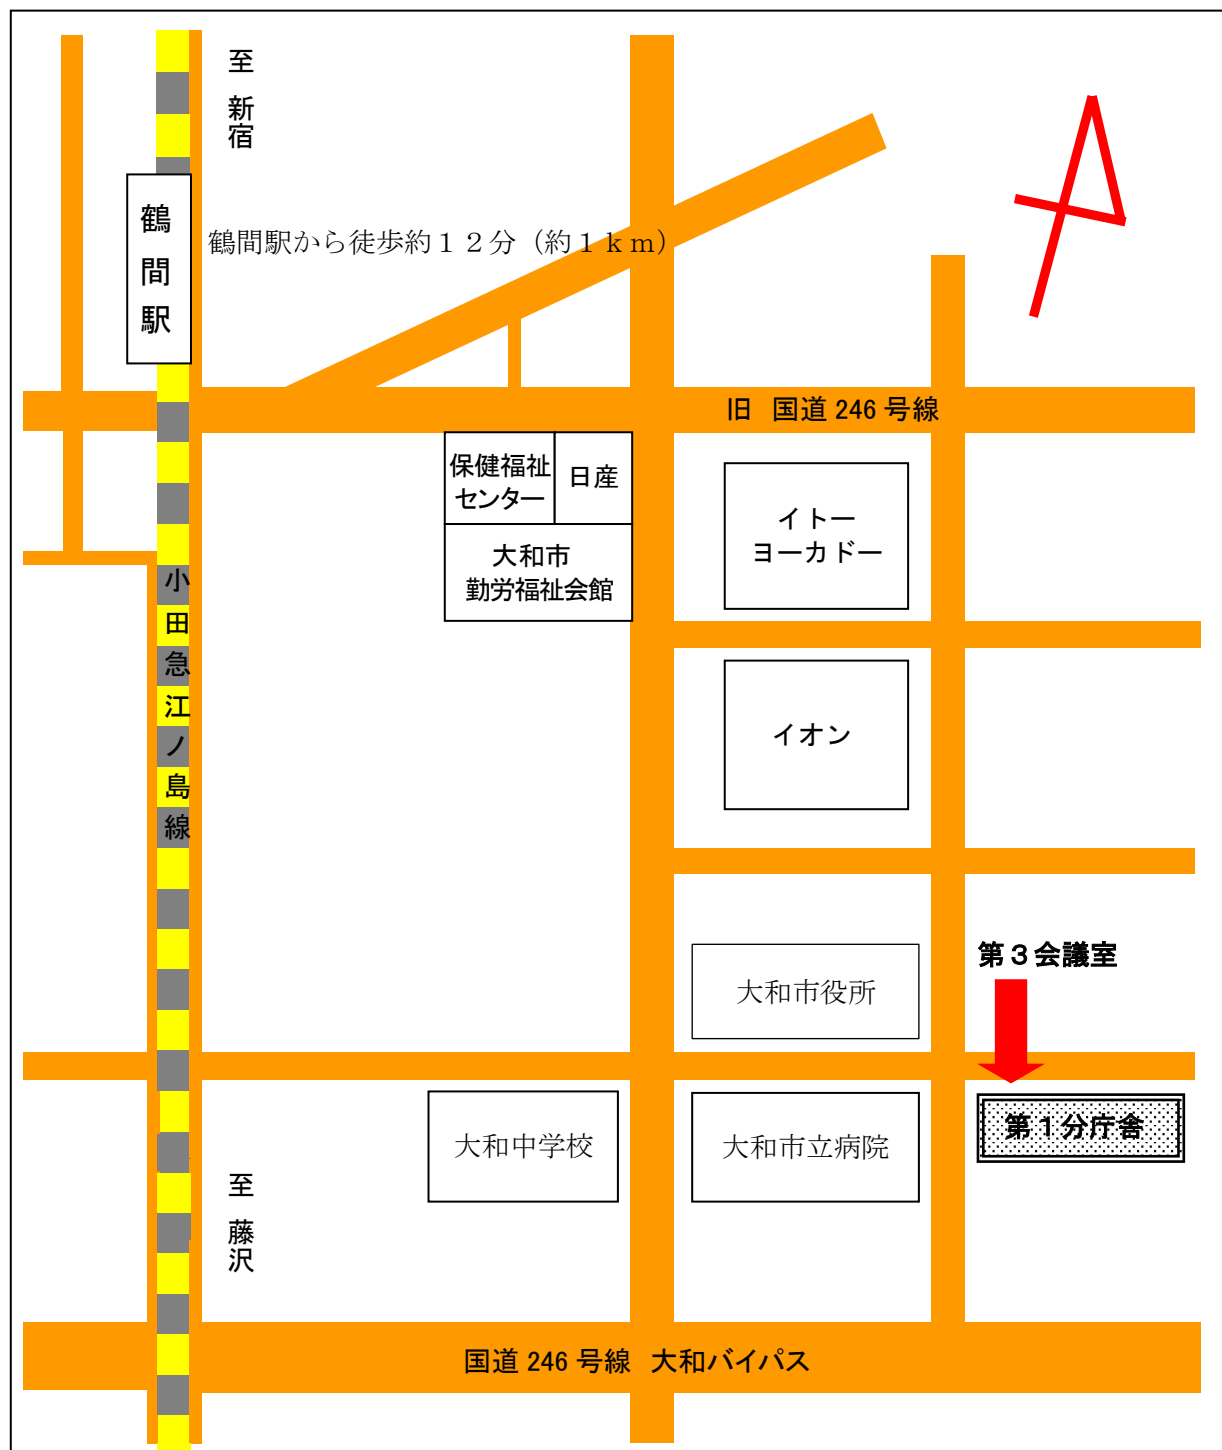 至 新宿
鶴間駅
鶴間駅から徒歩約１２分（約１ｋｍ）
旧 国道 246 号線
保健福祉
センター
日産
大和市
勤労福祉会館
イトー
ヨーカドー
小田急江ノ島線
イオン
第３会議室
大和市役所
大和中学校
大和市立病院
第１分庁舎
至 藤沢
国道 246 号線 大和バイパス